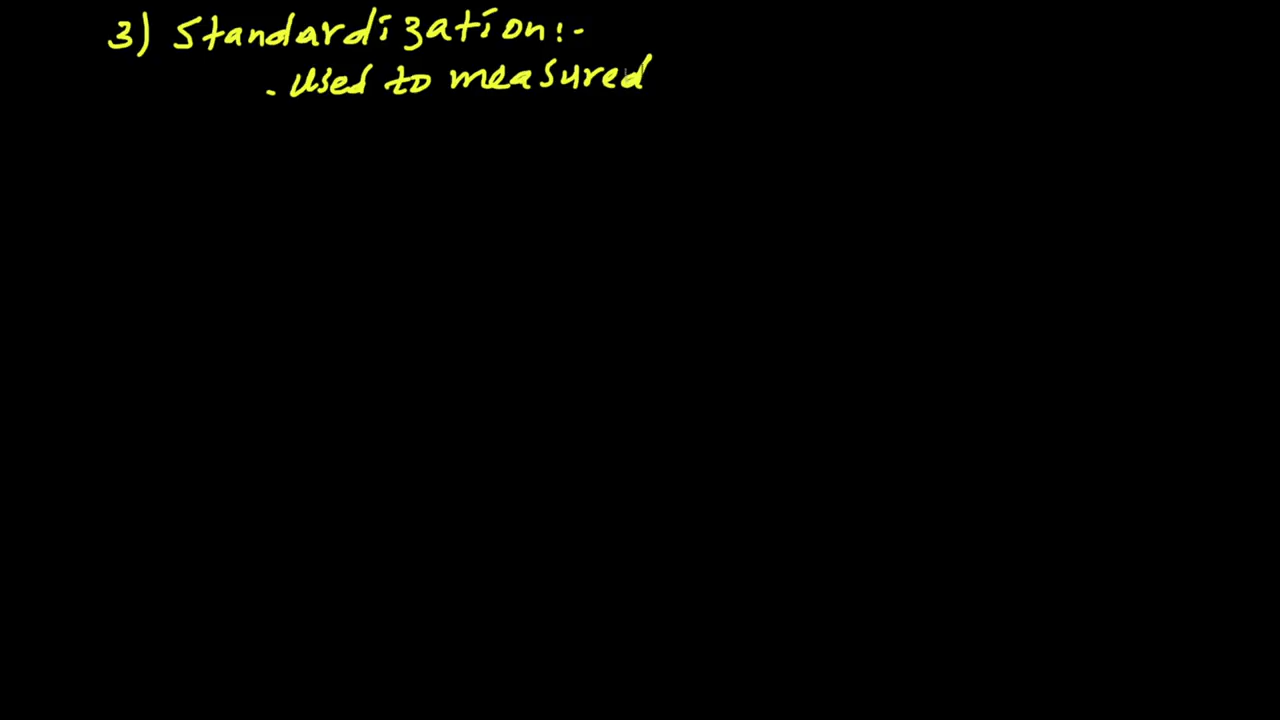 3) Standardization:-
. Used to measured